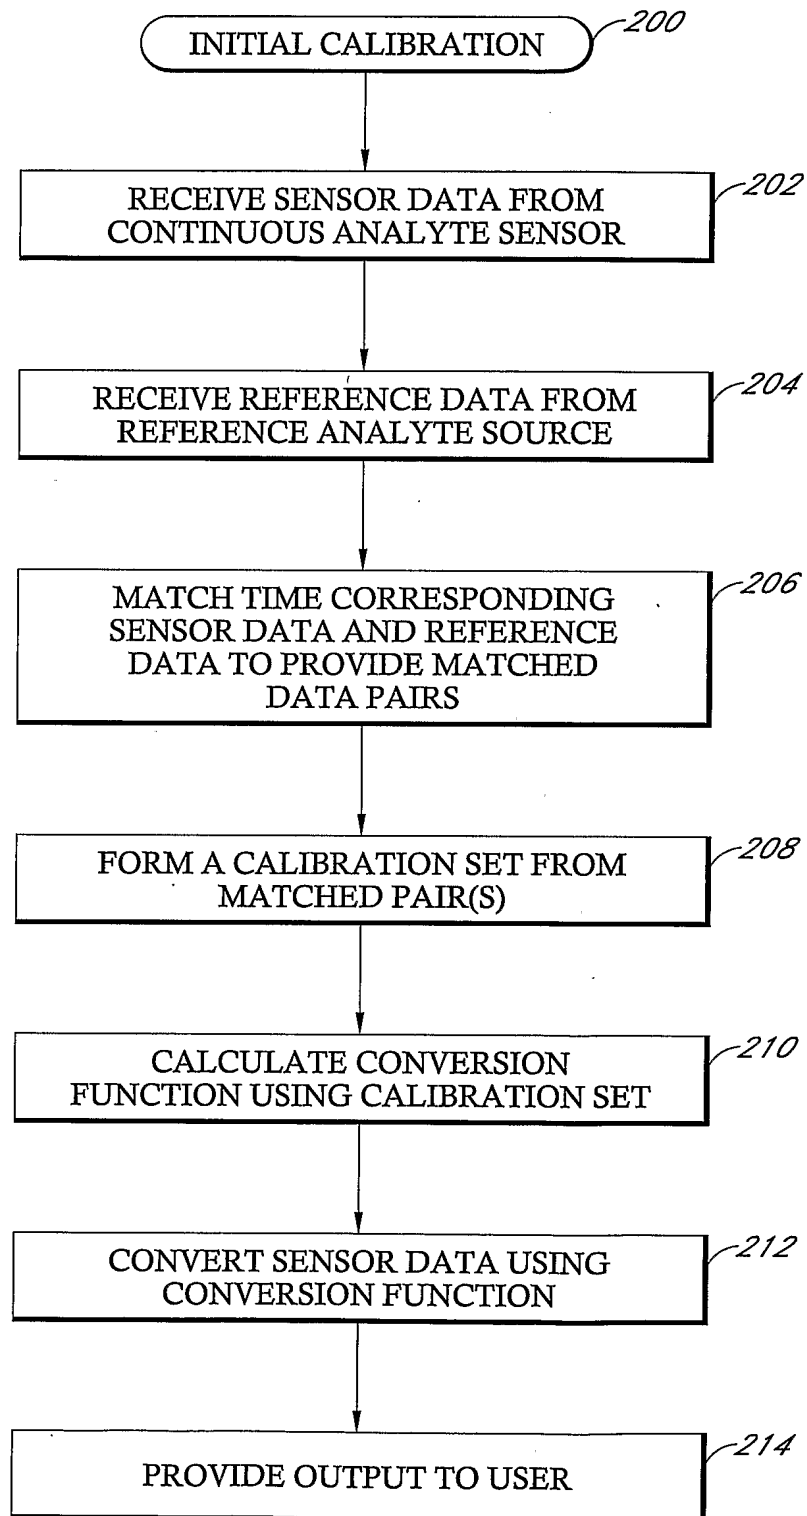 INITIAL CALIBRATION
200
RECEIVE SENSOR DATA FROM
CONTINUOUS ANALYTE SENSOR
202
RECEIVE REFERENCE DATA FROM
REFERENCE ANALYTE SOURCE
204
MATCH TIME CORRESPONDING
SENSOR DATA AND REFERENCE
DATA TO PROVIDE MATCHED
DATA PAIRS
206
FORM A CALIBRATION SET FROM
MATCHED PAIR(S)
208
CALCULATE CONVERSION
FUNCTION USING CALIBRATION SET
210
CONVERT SENSOR DATA USING
CONVERSION FUNCTION
212
PROVIDE OUTPUT TO USER
214